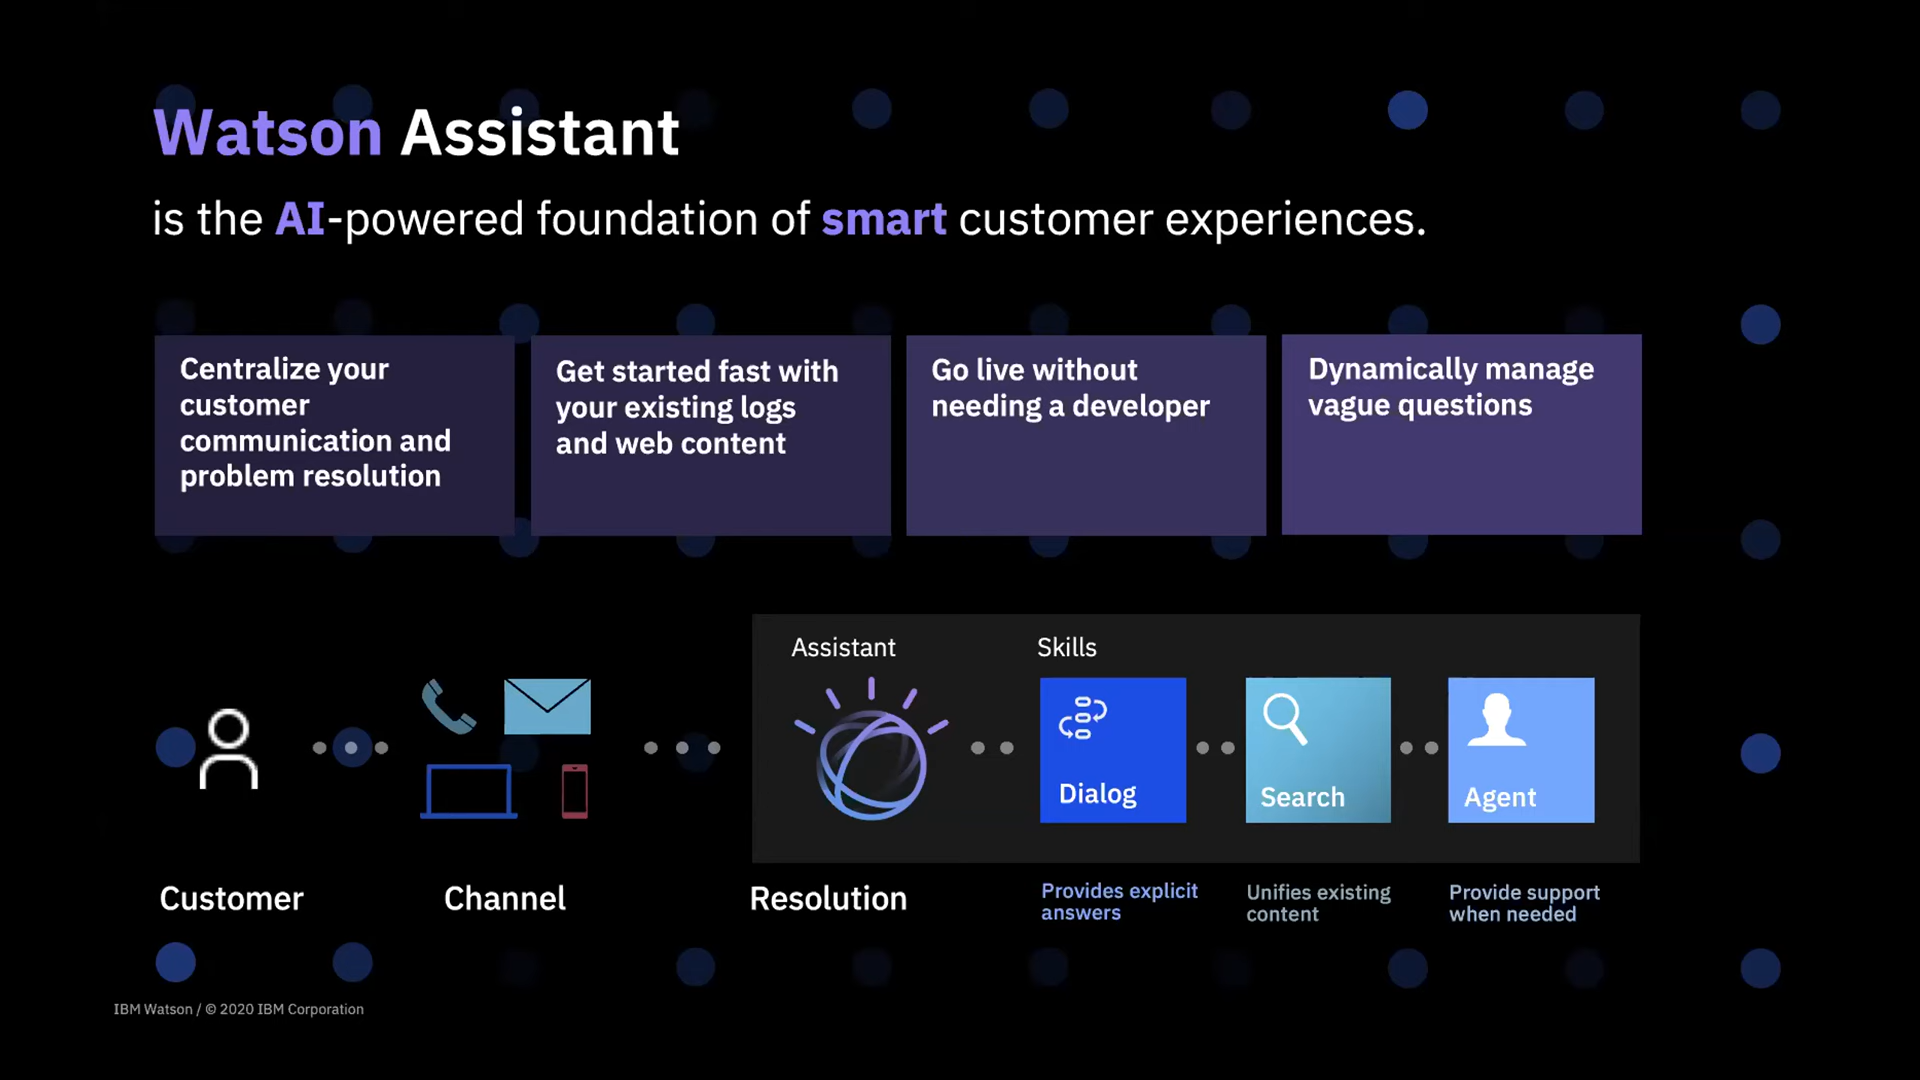 Watson Assistant
is the AI-powered foundation of smart customer experiences.
Centralize your
customer
communication and
problem resolution
Get started fast with
your existing logs
and web content
Go live without
needing a developer
Dynamically manage
vague questions
Assistant
Skills
Dialog
Search
Agent
Customer
Channel
Resolution
Provides explicit
answers
Unifies existing
content
Provide support
when needed
IBM Watson / © 2020 IBM Corporation